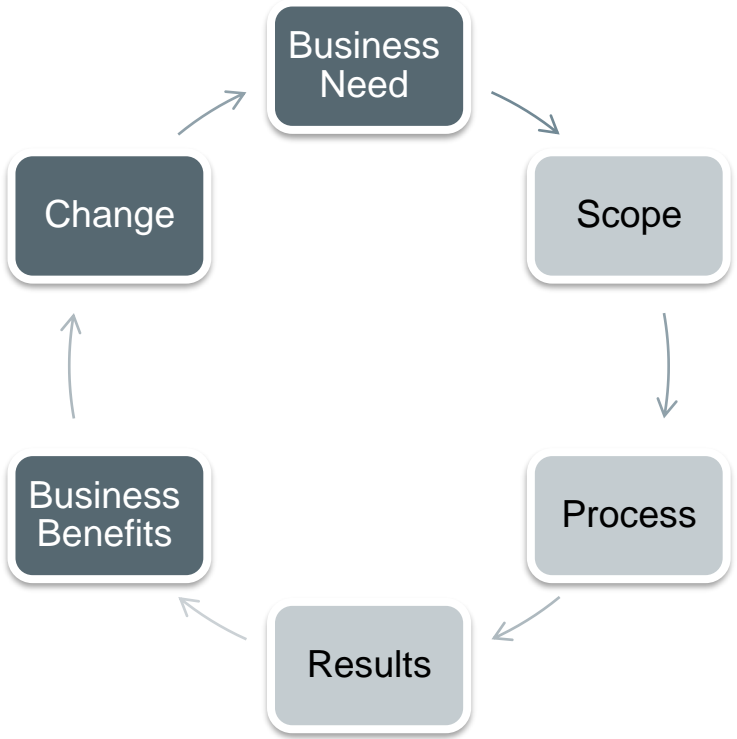 Business
Need
Scope
Process
Results
Business
Benefits
Change